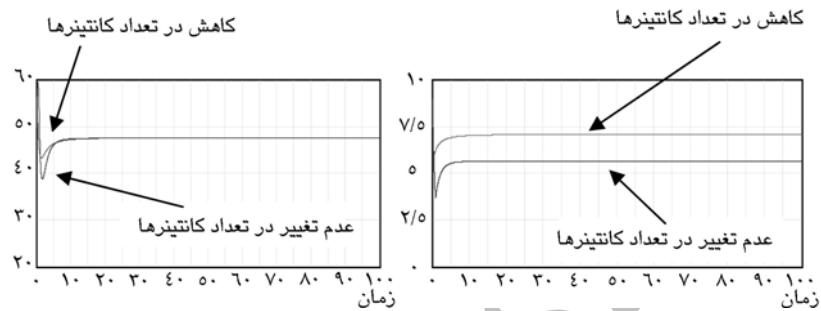 کاهش در تعداد کانتینرها
۶۰
۵۰
۴۰
۳۰
۲۰
عدم تغییر در تعداد کانتینرها
۰ ۱۰ ۲۰ ۳۰ ۴۰ ۵۰ ۶۰ ۷۰ ۸۰ ۹۰ ۱۰۰
زمان
کاهش در تعداد کانتینرها
۱۰
۷/۵
۵
۲/۵
۰
عدم تغییر در تعداد کانتینرها
۰ ۱۰ ۲۰ ۳۰ ۴۰ ۵۰ ۶۰ ۷۰ ۸۰ ۹۰ ۱۰۰
زمان